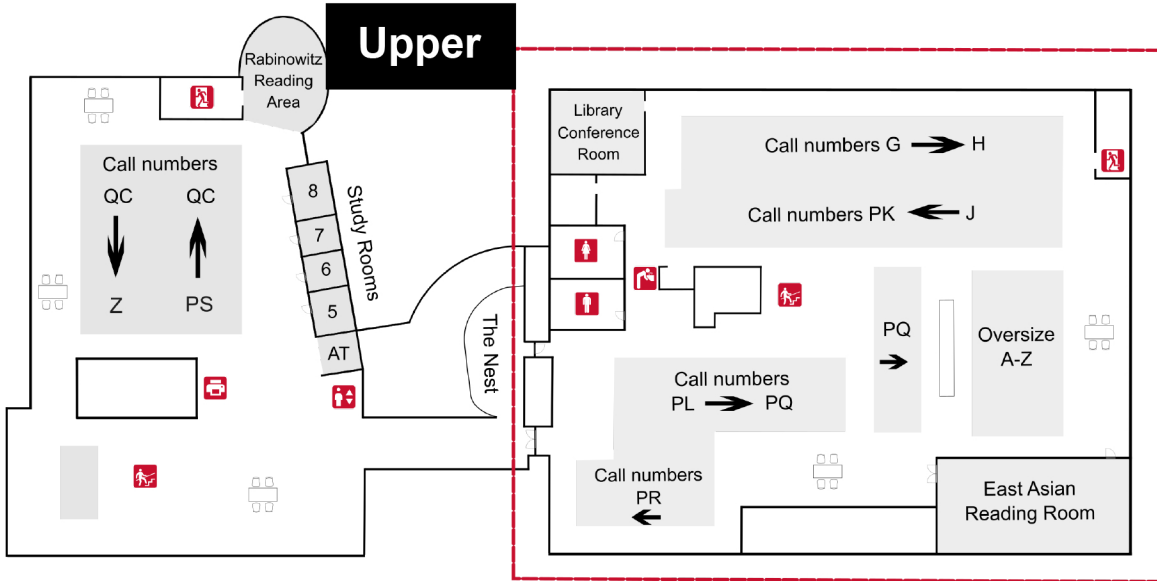 Upper
Rabinowitz
Reading
Area
Call numbers
QC QC
Z PS
8
7
6
5
AT
Study Rooms
The Nest
Library
Conference
Room
Call numbers G H
Call numbers PK J
PQ
Oversize
A-Z
Call numbers
PL PQ
Call numbers
PR
East Asian
Reading Room